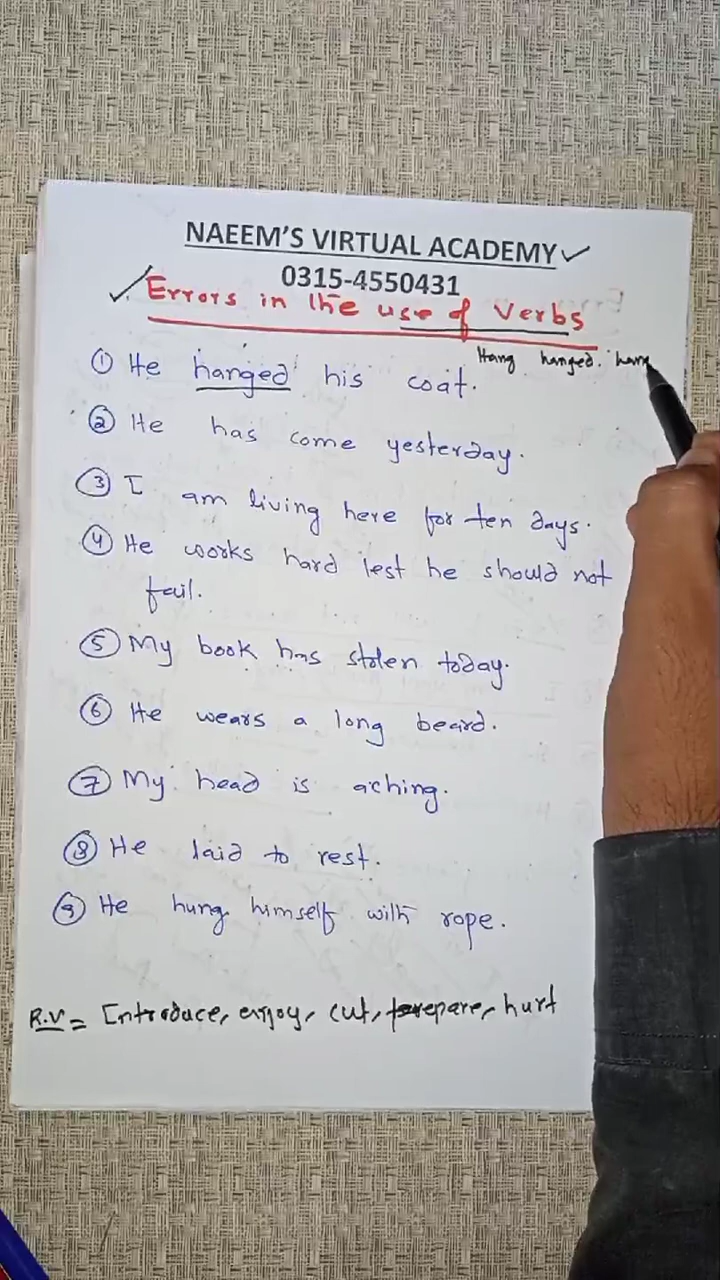 NAEEM'S VIRTUAL ACADEMY
0315-4550431
Errors in the use of Verbs
Hang hanged. hang
① He hanged his coat.
② He has come yesterday.
③ I am living here for ten days.
④ He works hard lest he should not
fail.
⑤ My book has stolen today.
⑥ He wears a long beard.
⑦ My head is aching.
⑧ He laid to rest.
⑨ He hung himself with rope.
R.V = Introduce, enjoy, cut, prepare, hurt